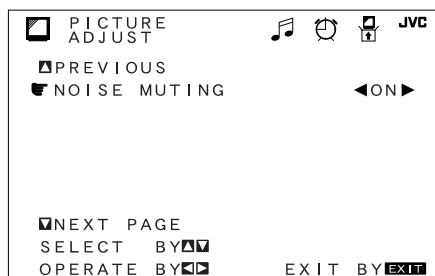 PICTURE ADJUST JVC
▲PREVIOUS
☛NOISE MUTING ◀ON▶
▼NEXT PAGE
SELECT BY▲▼
OPERATE BY◀▶ EXIT BY EXIT